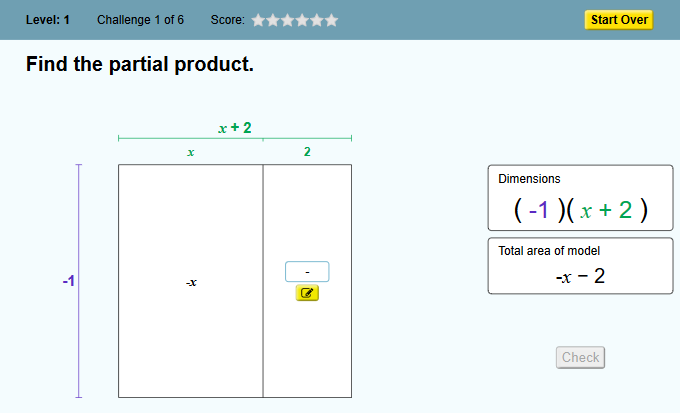 Level: 1 Challenge 1 of 6 Score: Start Over
Find the partial product.
x + 2
x 2
Dimensions
( -1 )( x + 2 )
Total area of model
-x − 2
-
-1 -x
Check